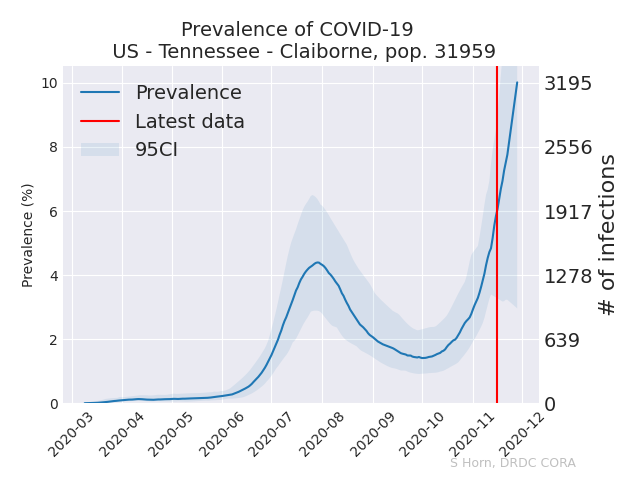 Prevalence of COVID-19
US - Tennessee - Claiborne, pop. 31959
Prevalence
Latest data
95CI
Prevalence (%)
10
8
6
4
2
0
3195
2556
1917
1278
639
0
# of infections
2020-03
2020-04
2020-05
2020-06
2020-07
2020-08
2020-09
2020-10
2020-11
2020-12
S Horn, DRDC CORA